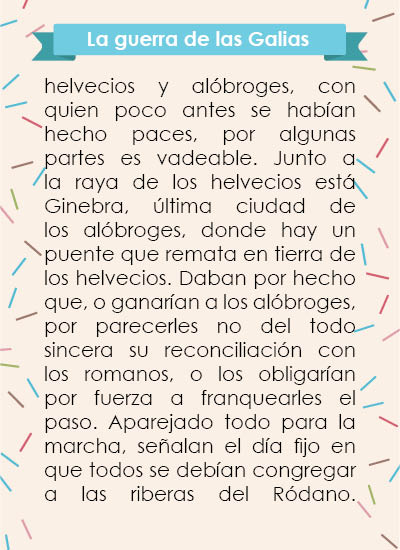 La guerra de las Galias
helvecios y alóbroges, con
quien poco antes se habían
hecho paces, por algunas
partes es vadeable. Junto a
la raya de los helvecios está
Ginebra, última ciudad de
los alóbroges, donde hay un
puente que remata en tierra de
los helvecios. Daban por hecho
que, o ganarían a los alóbroges,
por parecerles no del todo
sincera su reconciliación con
los romanos, o los obligarían
por fuerza a franquearles el
paso. Aparejado todo para la
marcha, señalan el día fijo en
que todos se debían congregar
a las riberas del Ródano.